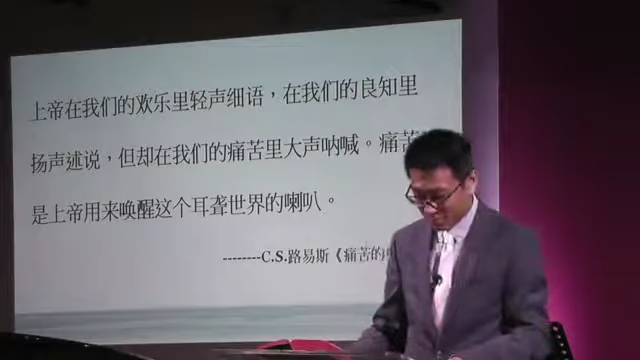 上帝在我们的欢乐里轻声细语，在我们的良知里
扬声述说，但却在我们的痛苦里大声呐喊。痛苦
是上帝用来唤醒这个耳聋世界的喇叭。
--------C.S.路易斯《痛苦的